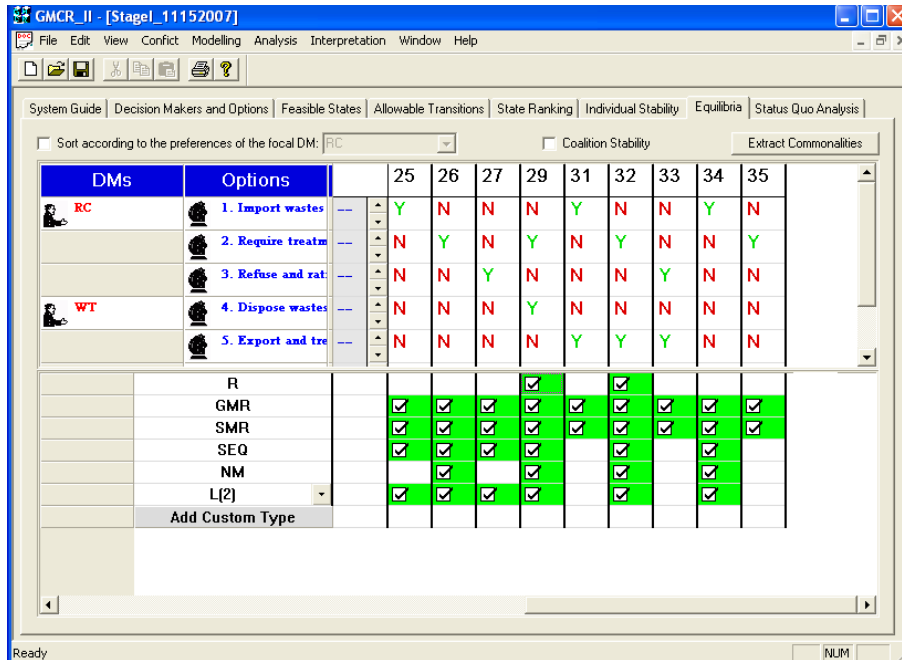 GMCR_II - [StageI_11152007]
File Edit View Confict Modelling Analysis Interpretation Window Help
System Guide Decision Makers and Options Feasible States Allowable Transitions State Ranking Individual Stability Equilibria Status Quo Analysis
Sort according to the preferences of the focal DM: RC Coalition Stability Extract Commonalities
DMs Options 25 26 27 29 31 32 33 34 35
RC 1. Import wastes -- Y N N N Y N N Y N
2. Require treatm -- N Y N Y N Y N N Y
3. Refuse and rat -- N N Y N N N Y N N
WT 4. Dispose wastes -- N N N Y N N N N N
5. Export and tre -- N N N N Y Y Y N N
R
GMR
SMR
SEQ
NM
L(2)
Add Custom Type
Ready NUM